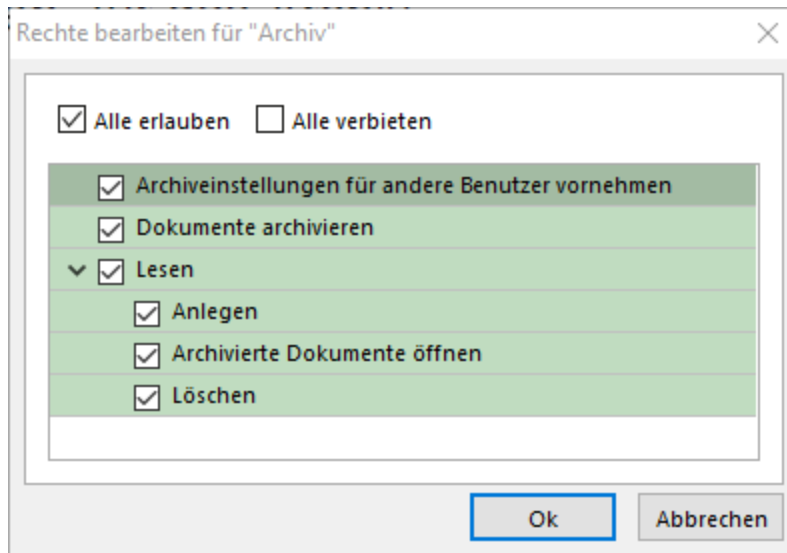 Rechte bearbeiten für "Archiv"
Alle erlauben Alle verbieten
Archiveinstellungen für andere Benutzer vornehmen
Dokumente archivieren
Lesen
Anlegen
Archivierte Dokumente öffnen
Löschen
Ok Abbrechen